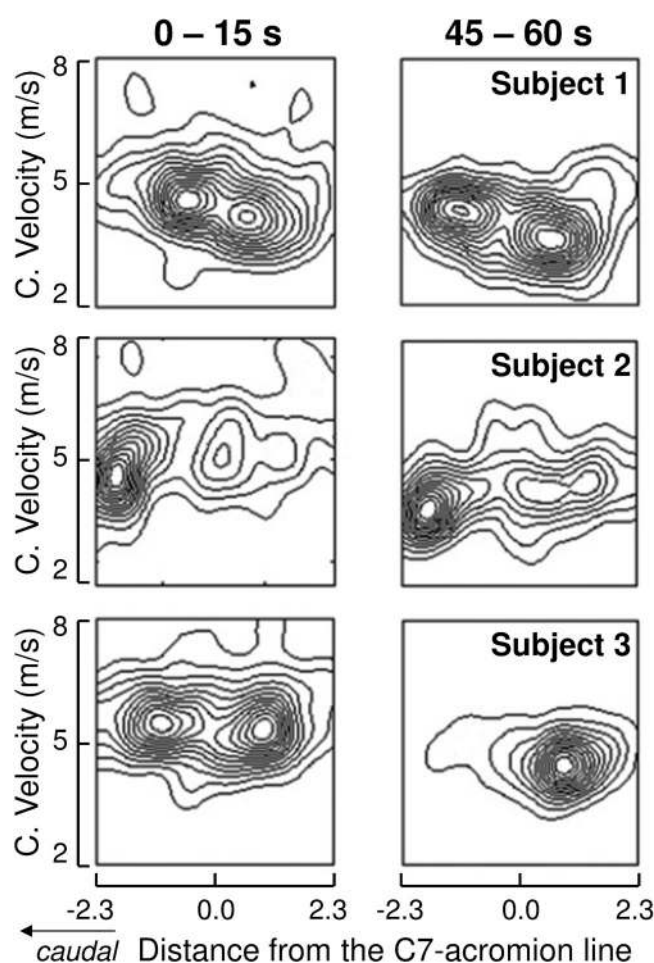 0 – 15 s
45 – 60 s
C. Velocity (m/s)
8
5
2
Subject 1
C. Velocity (m/s)
8
5
2
Subject 2
C. Velocity (m/s)
8
5
2
Subject 3
-2.3 0.0 2.3
-2.3 0.0 2.3
caudal Distance from the C7-acromion line